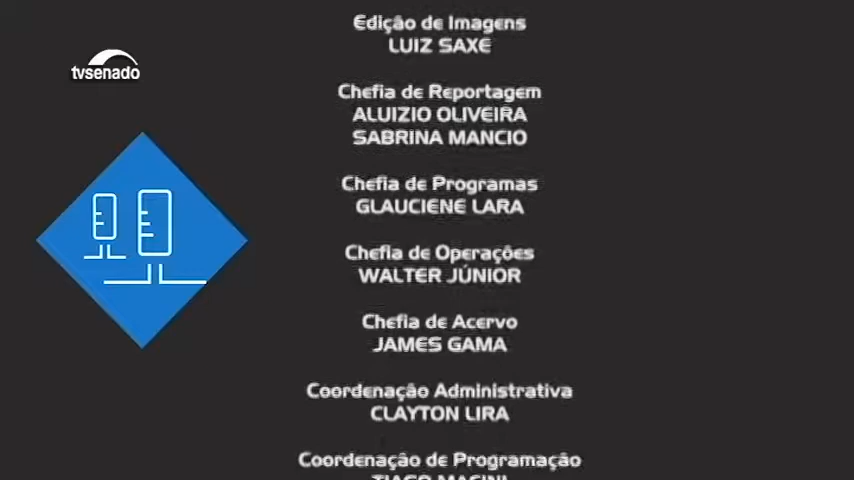 tvsenado
Edição de Imagens
LUIZ SAXE
Chefia de Reportagem
ALUIZIO OLIVEIRA
SABRINA MANCIO
Chefia de Programas
GLAUCIENE LARA
Chefia de Operações
WALTER JÚNIOR
Chefia de Acervo
JAMES GAMA
Coordenação Administrativa
CLAYTON LIRA
Coordenação de Programação
TIAGO